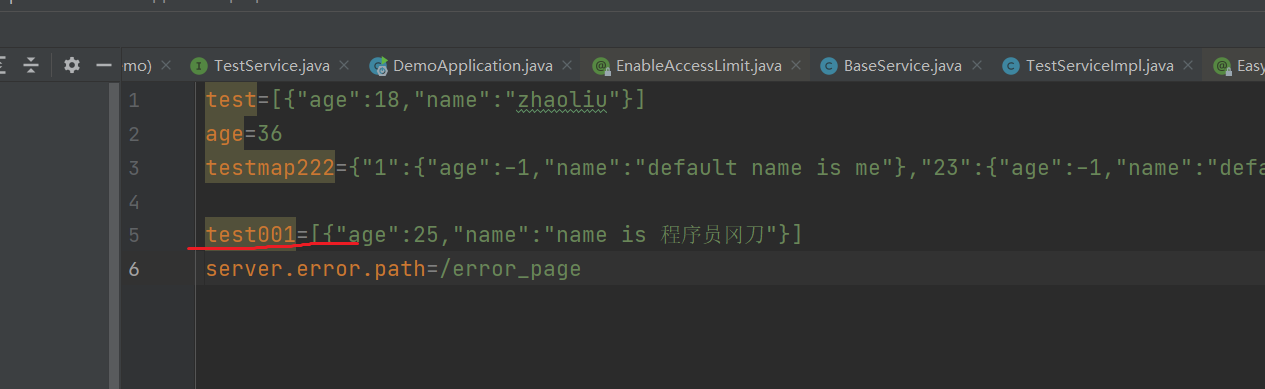 emo)
TestService.java
DemoApplication.java
EnableAccessLimit.java
BaseService.java
TestServiceImpl.java
Easy
1 test=[{"age":18,"name":"zhaoliu"}]
2 age=36
3 testmap222={"1":{"age":-1,"name":"default name is me"},"23":{"age":-1,"name":"defa
4
5 test001=[{"age":25,"name":"name is 程序员冈刀"}]
6 server.error.path=/error_page